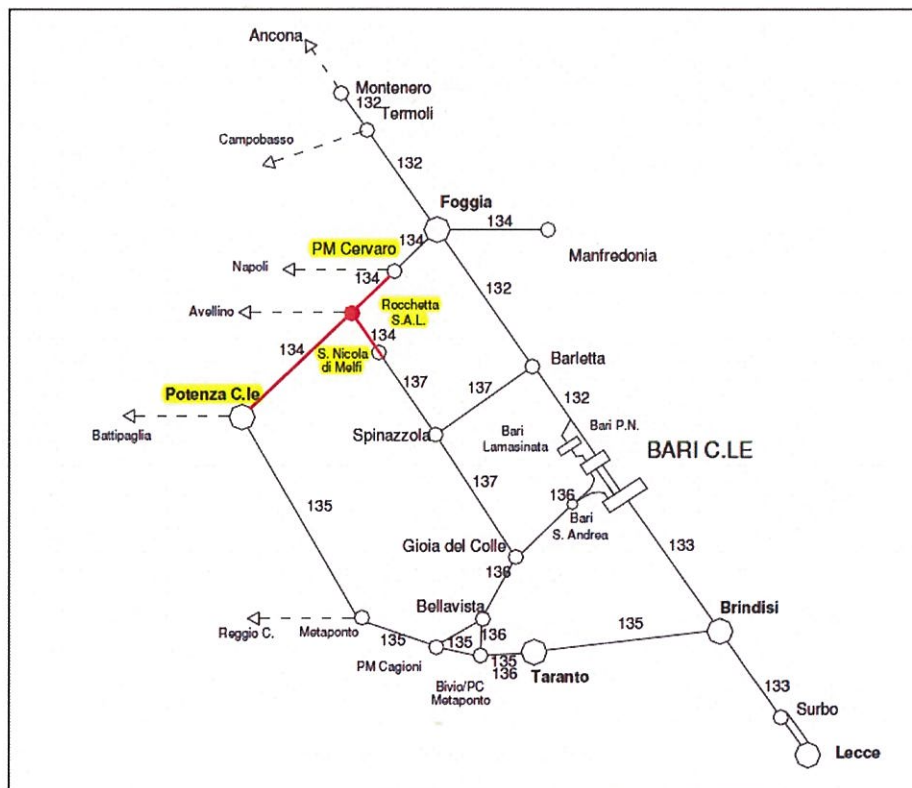 Ancona
Montenero
132
Termoli
Campobasso
132
Foggia
134
134
PM Cervaro
Manfredonia
Napoli
134
132
Avellino
Rocchetta
S.A.L.
134
134
S. Nicola
di Melfi
Barletta
137
137
Potenza C.le
132
Bari P.N.
Battipaglia
Spinazzola
Bari
Lamasinata
BARI C.LE
137
136
135
Bari
S. Andrea
Gioia del Colle
133
136
Bellavista
Brindisi
135
Reggio C.
Metaponto
135
135
136
PM Cagioni
135
136
Taranto
Bivio/PC
Metaponto
133
Surbo
Lecce